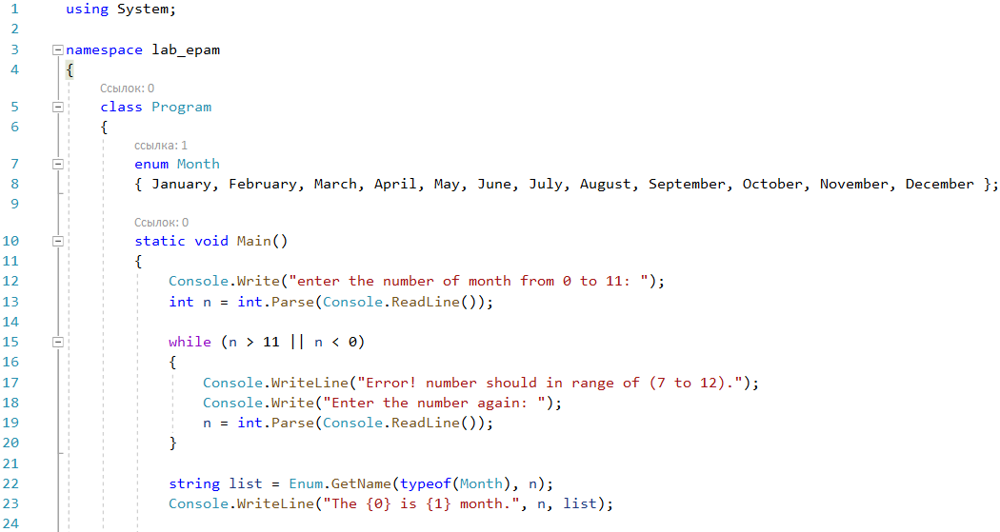 1 using System;
2
3 namespace lab_epam
4 {
Ссылок: 0
5 class Program
6 {
ссылка: 1
7 enum Month
8 { January, February, March, April, May, June, July, August, September, October, November, December };
9
Ссылок: 0
10 static void Main()
11 {
12 Console.Write("enter the number of month from 0 to 11: ");
13 int n = int.Parse(Console.ReadLine());
14
15 while (n > 11 || n < 0)
16 {
17 Console.WriteLine("Error! number should in range of (7 to 12).");
18 Console.Write("Enter the number again: ");
19 n = int.Parse(Console.ReadLine());
20 }
21
22 string list = Enum.GetName(typeof(Month), n);
23 Console.WriteLine("The {0} is {1} month.", n, list);
24